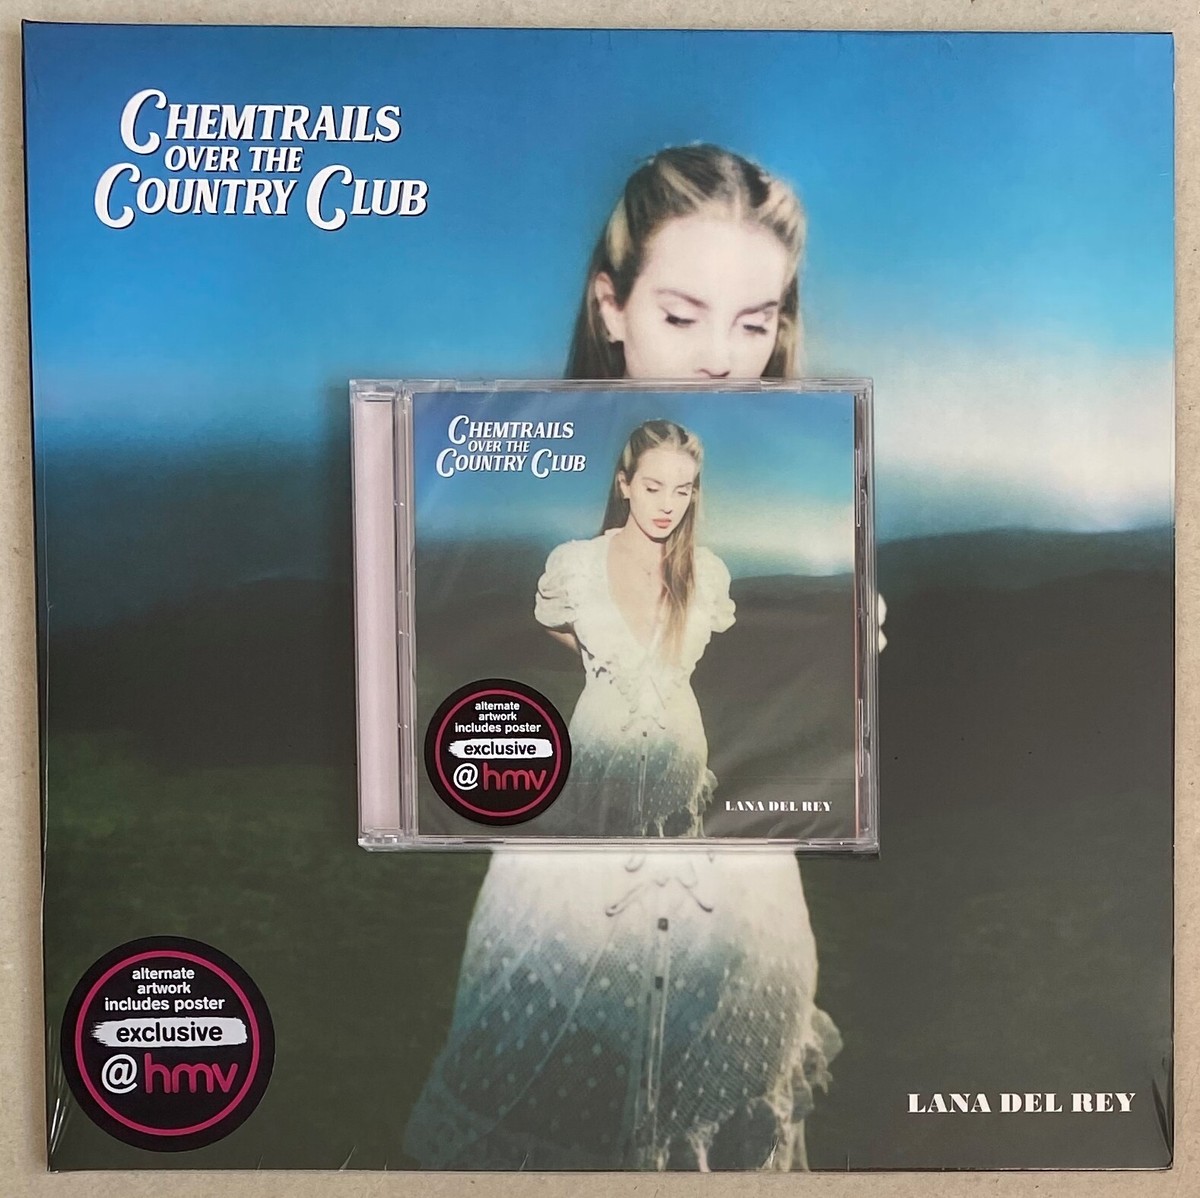 CHEMTRAILS
OVER THE
COUNTRY CLUB
CHEMTRAILS
OVER THE
COUNTRY CLUB
alternate
artwork
includes poster
exclusive
@hmv
LANA DEL REY
alternate
artwork
includes poster
exclusive
@hmv
LANA DEL REY